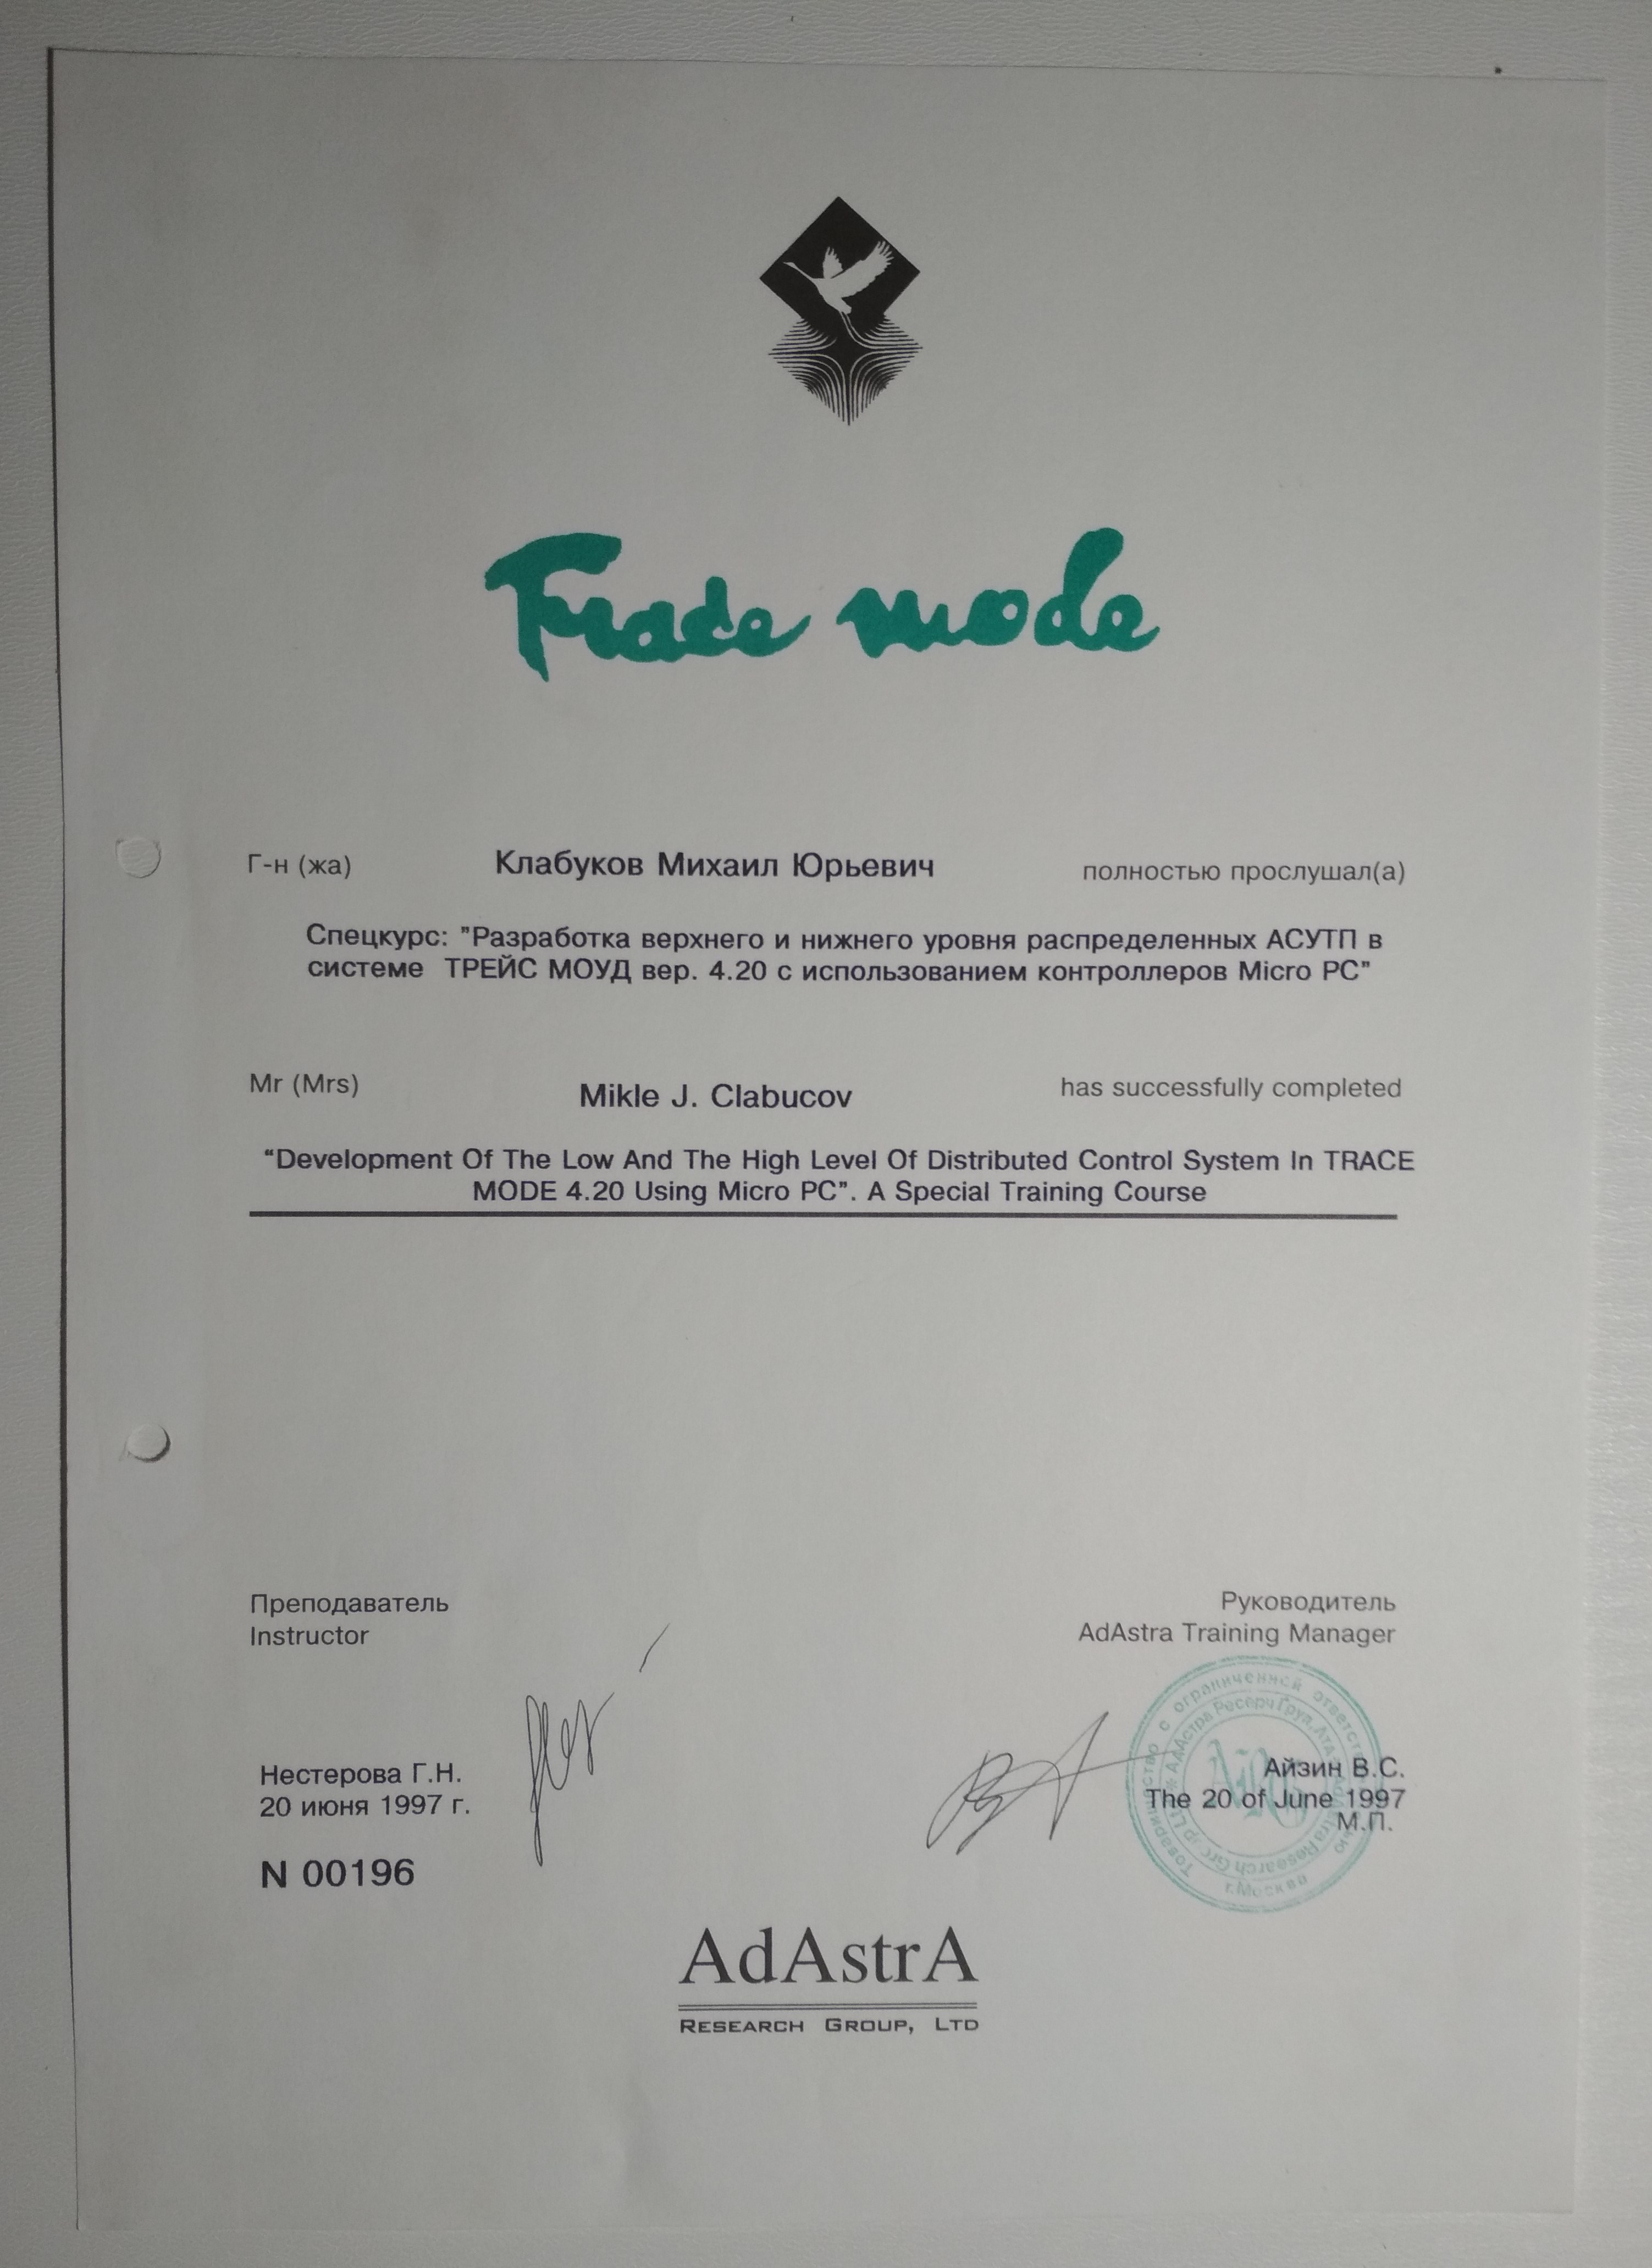 Trace mode
Г-н (жа) Клабуков Михаил Юрьевич полностью прослушал(а)
Спецкурс: "Разработка верхнего и нижнего уровня распределенных АСУТП в
системе ТРЕЙС МОУД вер. 4.20 с использованием контроллеров Micro PC"
Mr (Mrs) Mikle J. Clabucov has successfully completed
“Development Of The Low And The High Level Of Distributed Control System In TRACE
MODE 4.20 Using Micro PC”. A Special Training Course
Преподаватель
Instructor
Руководитель
AdAstra Training Manager
Нестерова Г.Н.
20 июня 1997 г.
N 00196
Айзин В.С.
The 20 of June 1997
М.П.
Товарищество с ограниченной
АдАстра Ресерч Груп, ЛТД
AdAstra Research Group Ltd
г.Москва
AdAstrA
RESEARCH GROUP, LTD